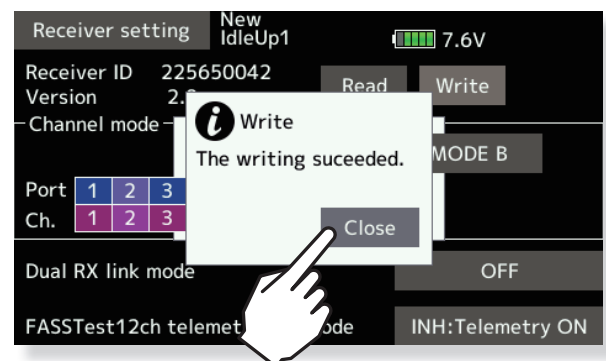 Receiver setting
New
IdleUp1
7.6V
Receiver ID 225650042
Read
Write
Version
Channel mode
i Write
The writing suceeded.
MODE B
Port 1 2 3
Ch. 1 2 3
Close
Dual RX link mode
OFF
FASSTest12ch
INH:Telemetry ON